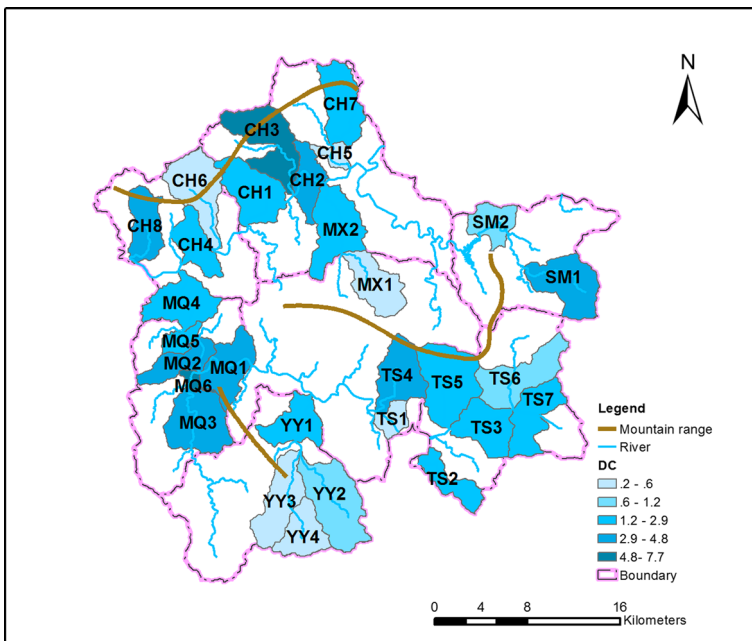 N
CH7
CH3
CH5
CH6
CH2
CH1
SM2
CH8
MX2
CH4
SM1
MX1
MQ4
MQ5
MQ2
MQ1
TS4
TS5
TS6
MQ6
TS7
MQ3
TS1
YY1
TS3
TS2
YY3
YY2
YY4
Legend
Mountain range
River
DC
.2 - .6
.6 - 1.2
1.2 - 2.9
2.9 - 4.8
4.8- 7.7
Boundary
0 4 8 16
Kilometers